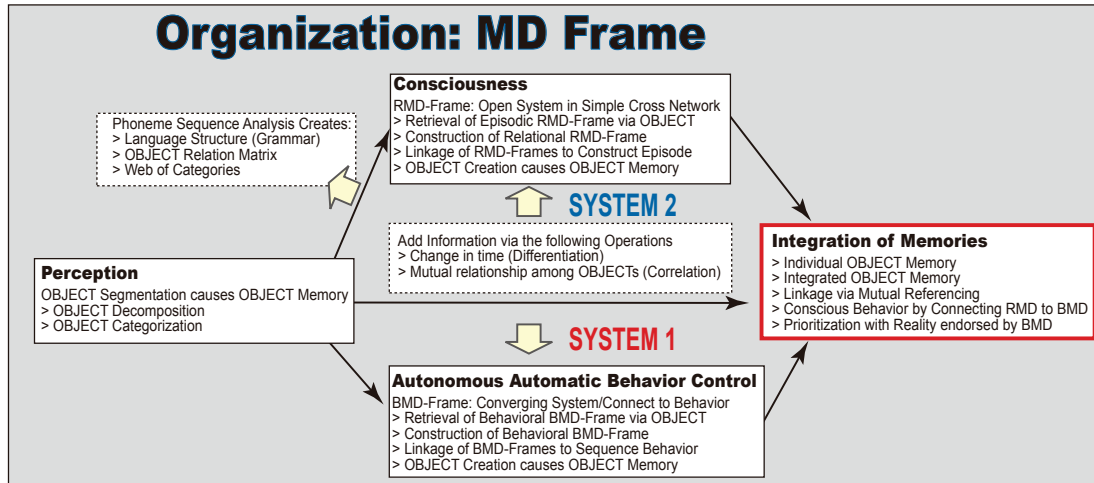 Organization: MD Frame
Consciousness
RMD-Frame: Open System in Simple Cross Network
> Retrieval of Episodic RMD-Frame via OBJECT
> Construction of Relational RMD-Frame
> Linkage of RMD-Frames to Construct Episode
> OBJECT Creation causes OBJECT Memory
Phoneme Sequence Analysis Creates:
> Language Structure (Grammar)
> OBJECT Relation Matrix
> Web of Categories
SYSTEM 2
Add Information via the following Operations
> Change in time (Differentiation)
> Mutual relationship among OBJECTs (Correlation)
Perception
OBJECT Segmentation causes OBJECT Memory
> OBJECT Decomposition
> OBJECT Categorization
Integration of Memories
> Individual OBJECT Memory
> Integrated OBJECT Memory
> Linkage via Mutual Referencing
> Conscious Behavior by Connecting RMD to BMD
> Prioritization with Reality endorsed by BMD
SYSTEM 1
Autonomous Automatic Behavior Control
BMD-Frame: Converging System/Connect to Behavior
> Retrieval of Behavioral BMD-Frame via OBJECT
> Construction of Behavioral BMD-Frame
> Linkage of BMD-Frames to Sequence Behavior
> OBJECT Creation causes OBJECT Memory